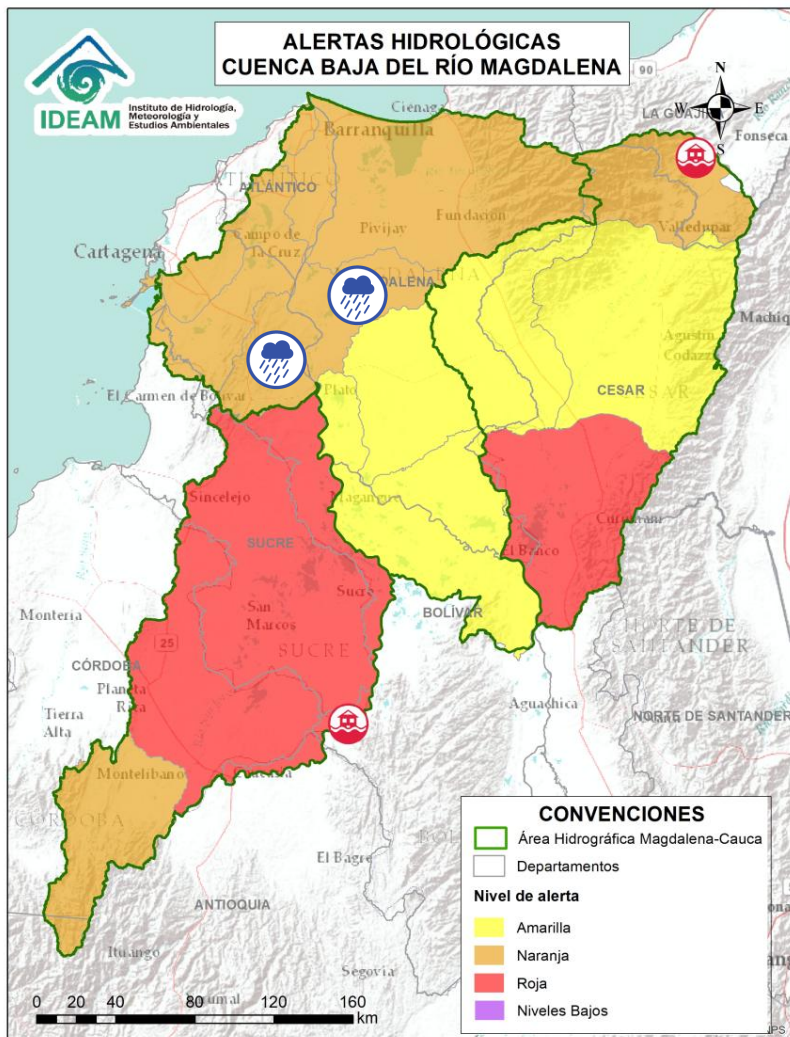 ALERTAS HIDROLÓGICAS
CUENCA BAJA DEL RÍO MAGDALENA
IDEAM
Instituto de Hidrología,
Meteorología y
Estudios Ambientales
N
W
E
S
90
Ciénaga
LA GUAJIRA
Fonseca
Barranquilla
ATLÁNTICO
Fundación
Pivijay
Valledupar
Campo de
la Cruz
Cartagena
MAGDALENA
Machiq
Agustín
Codazzi
CESAR
El Carmen de Bolívar
Plato
Sincelejo
Magangué
Curumaní
SUCRE
El Banco
Sucre
San
Marcos
BOLÍVAR
Montería
SUCRE
NORTE DE
SANTANDER
25
CÓRDOBA
Planeta
Rica
Aguachica
Tierra
Alta
NORTE DE SANTANDER
Montelíbano
Caucasia
CÓRDOBA
El Bagre
ANTIOQUIA
Ituango
Segovia
CONVENCIONES
Área Hidrográfica Magdalena-Cauca
Departamentos
Nivel de alerta
Amarilla
Naranja
Roja
Niveles Bajos
0 20 40 80 120 160
km